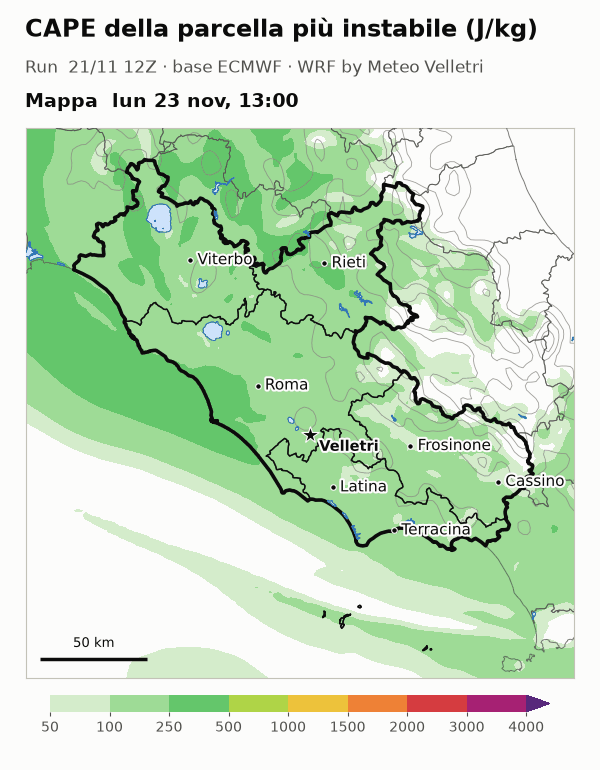 CAPE della parcella più instabile (J/kg)
Run  21/11 12Z · base ECMWF · WRF by Meteo Velletri
Mappa  lun 23 nov, 13:00
Viterbo
Rieti
Roma
Velletri
Frosinone
Cassino
Latina
Terracina
50 km
50 100 250 500 1000 1500 2000 3000 4000